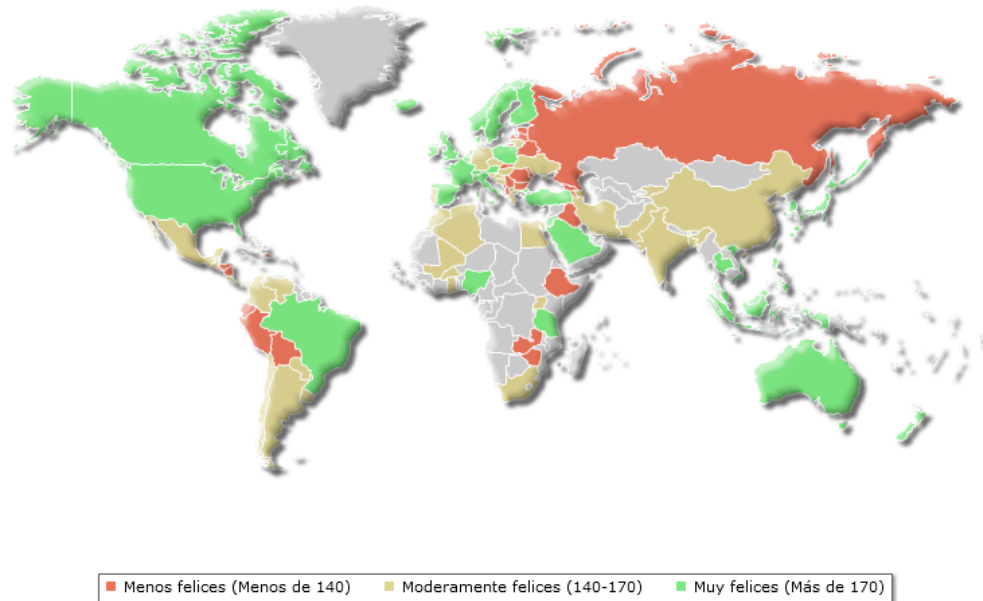 Menos felices (Menos de 140) Moderamente felices (140-170) Muy felices (Más de 170)